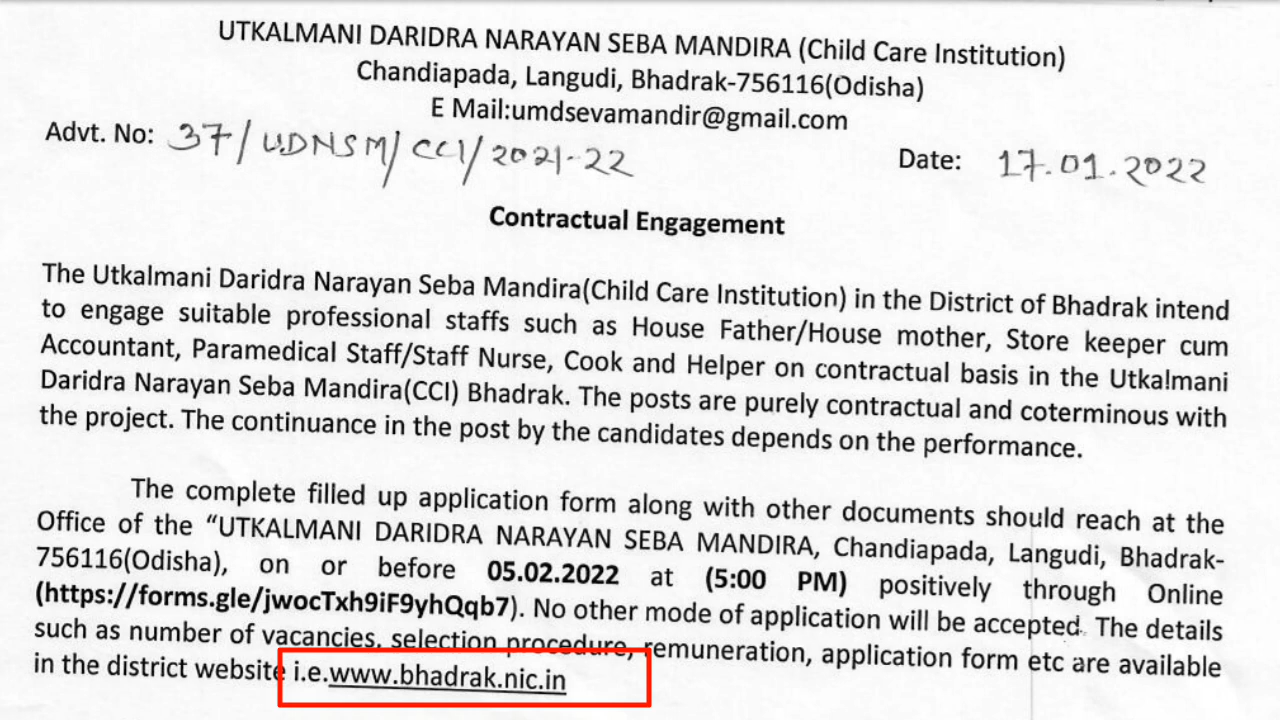 UTKALMANI DARIDRA NARAYAN SEBA MANDIRA (Child Care Institution)
Chandiapada, Langudi, Bhadrak-756116(Odisha)
E Mail:umdsevamandir@gmail.com
Advt. No: 37/UDNSM/CCI/2021-22
Date: 17.01.2022
Contractual Engagement
The Utkalmani Daridra Narayan Seba Mandira(Child Care Institution) in the District of Bhadrak intend
to engage suitable professional staffs such as House Father/House mother, Store keeper cum
Accountant, Paramedical Staff/Staff Nurse, Cook and Helper on contractual basis in the Utkalmani
Daridra Narayan Seba Mandira(CCI) Bhadrak. The posts are purely contractual and coterminous with
the project. The continuance in the post by the candidates depends on the performance.
The complete filled up application form along with other documents should reach at the
Office of the “UTKALMANI DARIDRA NARAYAN SEBA MANDIRA, Chandiapada, Langudi, Bhadrak-
756116(Odisha), on or before 05.02.2022 at (5:00 PM) positively through Online
(https://forms.gle/jwocTxh9iF9yhQqb7). No other mode of application will be accepted. The details
such as number of vacancies, selection procedure, remuneration, application form etc are available
in the district website i.e.www.bhadrak.nic.in